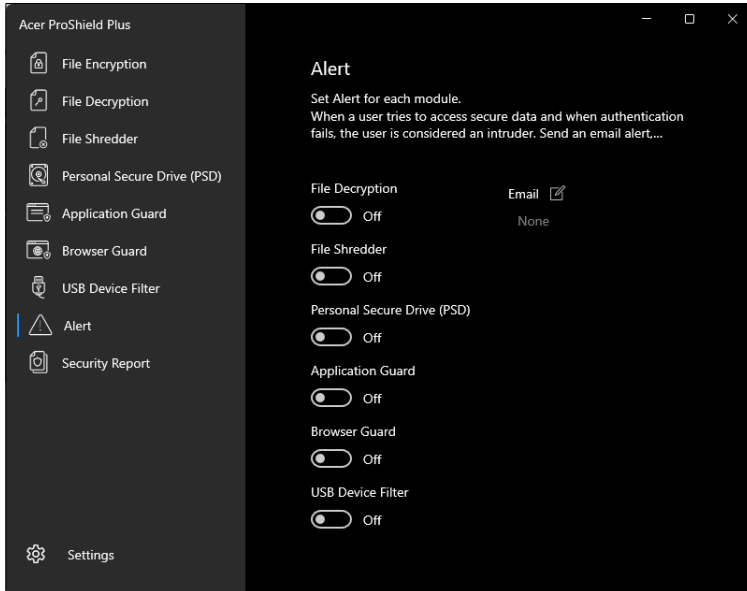 Acer ProShield Plus
File Encryption
File Decryption
File Shredder
Personal Secure Drive (PSD)
Application Guard
Browser Guard
USB Device Filter
Alert
Security Report
Settings
Alert
Set Alert for each module.
When a user tries to access secure data and when authentication
fails, the user is considered an intruder. Send an email alert,...
File Decryption
Off
Email
None
File Shredder
Off
Personal Secure Drive (PSD)
Off
Application Guard
Off
Browser Guard
Off
USB Device Filter
Off